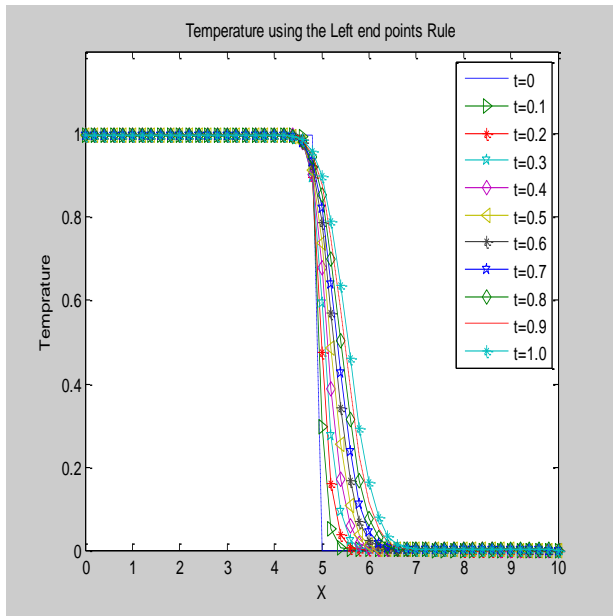 Temperature using the Left end points Rule
t=0
t=0.1
t=0.2
t=0.3
t=0.4
t=0.5
t=0.6
t=0.7
t=0.8
t=0.9
t=1.0
1
0.8
0.6
0.4
0.2
0
Temprature
0 1 2 3 4 5 6 7 8 9 10
X